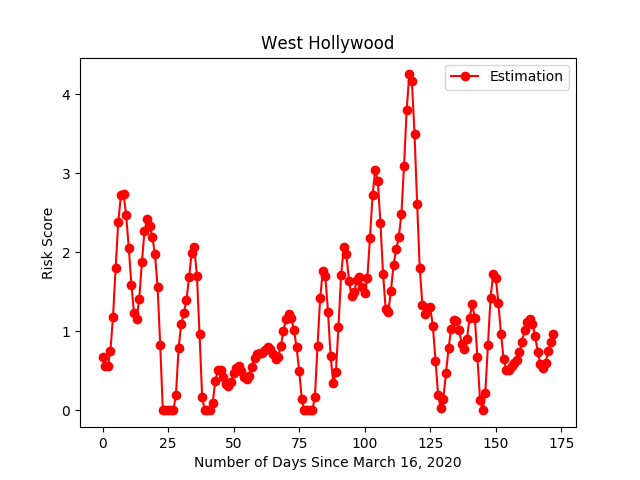 West Hollywood
Estimation
Risk Score
4
3
2
1
0
0 25 50 75 100 125 150 175
Number of Days Since March 16, 2020